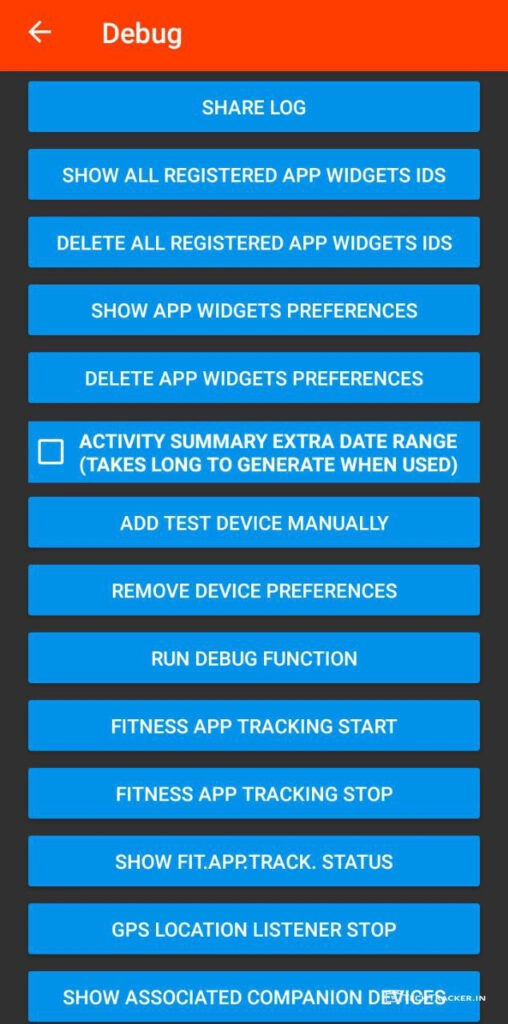 Debug
SHARE LOG
SHOW ALL REGISTERED APP WIDGETS IDS
DELETE ALL REGISTERED APP WIDGETS IDS
SHOW APP WIDGETS PREFERENCES
DELETE APP WIDGETS PREFERENCES
ACTIVITY SUMMARY EXTRA DATE RANGE
(TAKES LONG TO GENERATE WHEN USED)
ADD TEST DEVICE MANUALLY
REMOVE DEVICE PREFERENCES
RUN DEBUG FUNCTION
FITNESS APP TRACKING START
FITNESS APP TRACKING STOP
SHOW FIT.APP.TRACK. STATUS
GPS LOCATION LISTENER STOP
SHOW ASSOCIATED COMPANION DEVICES